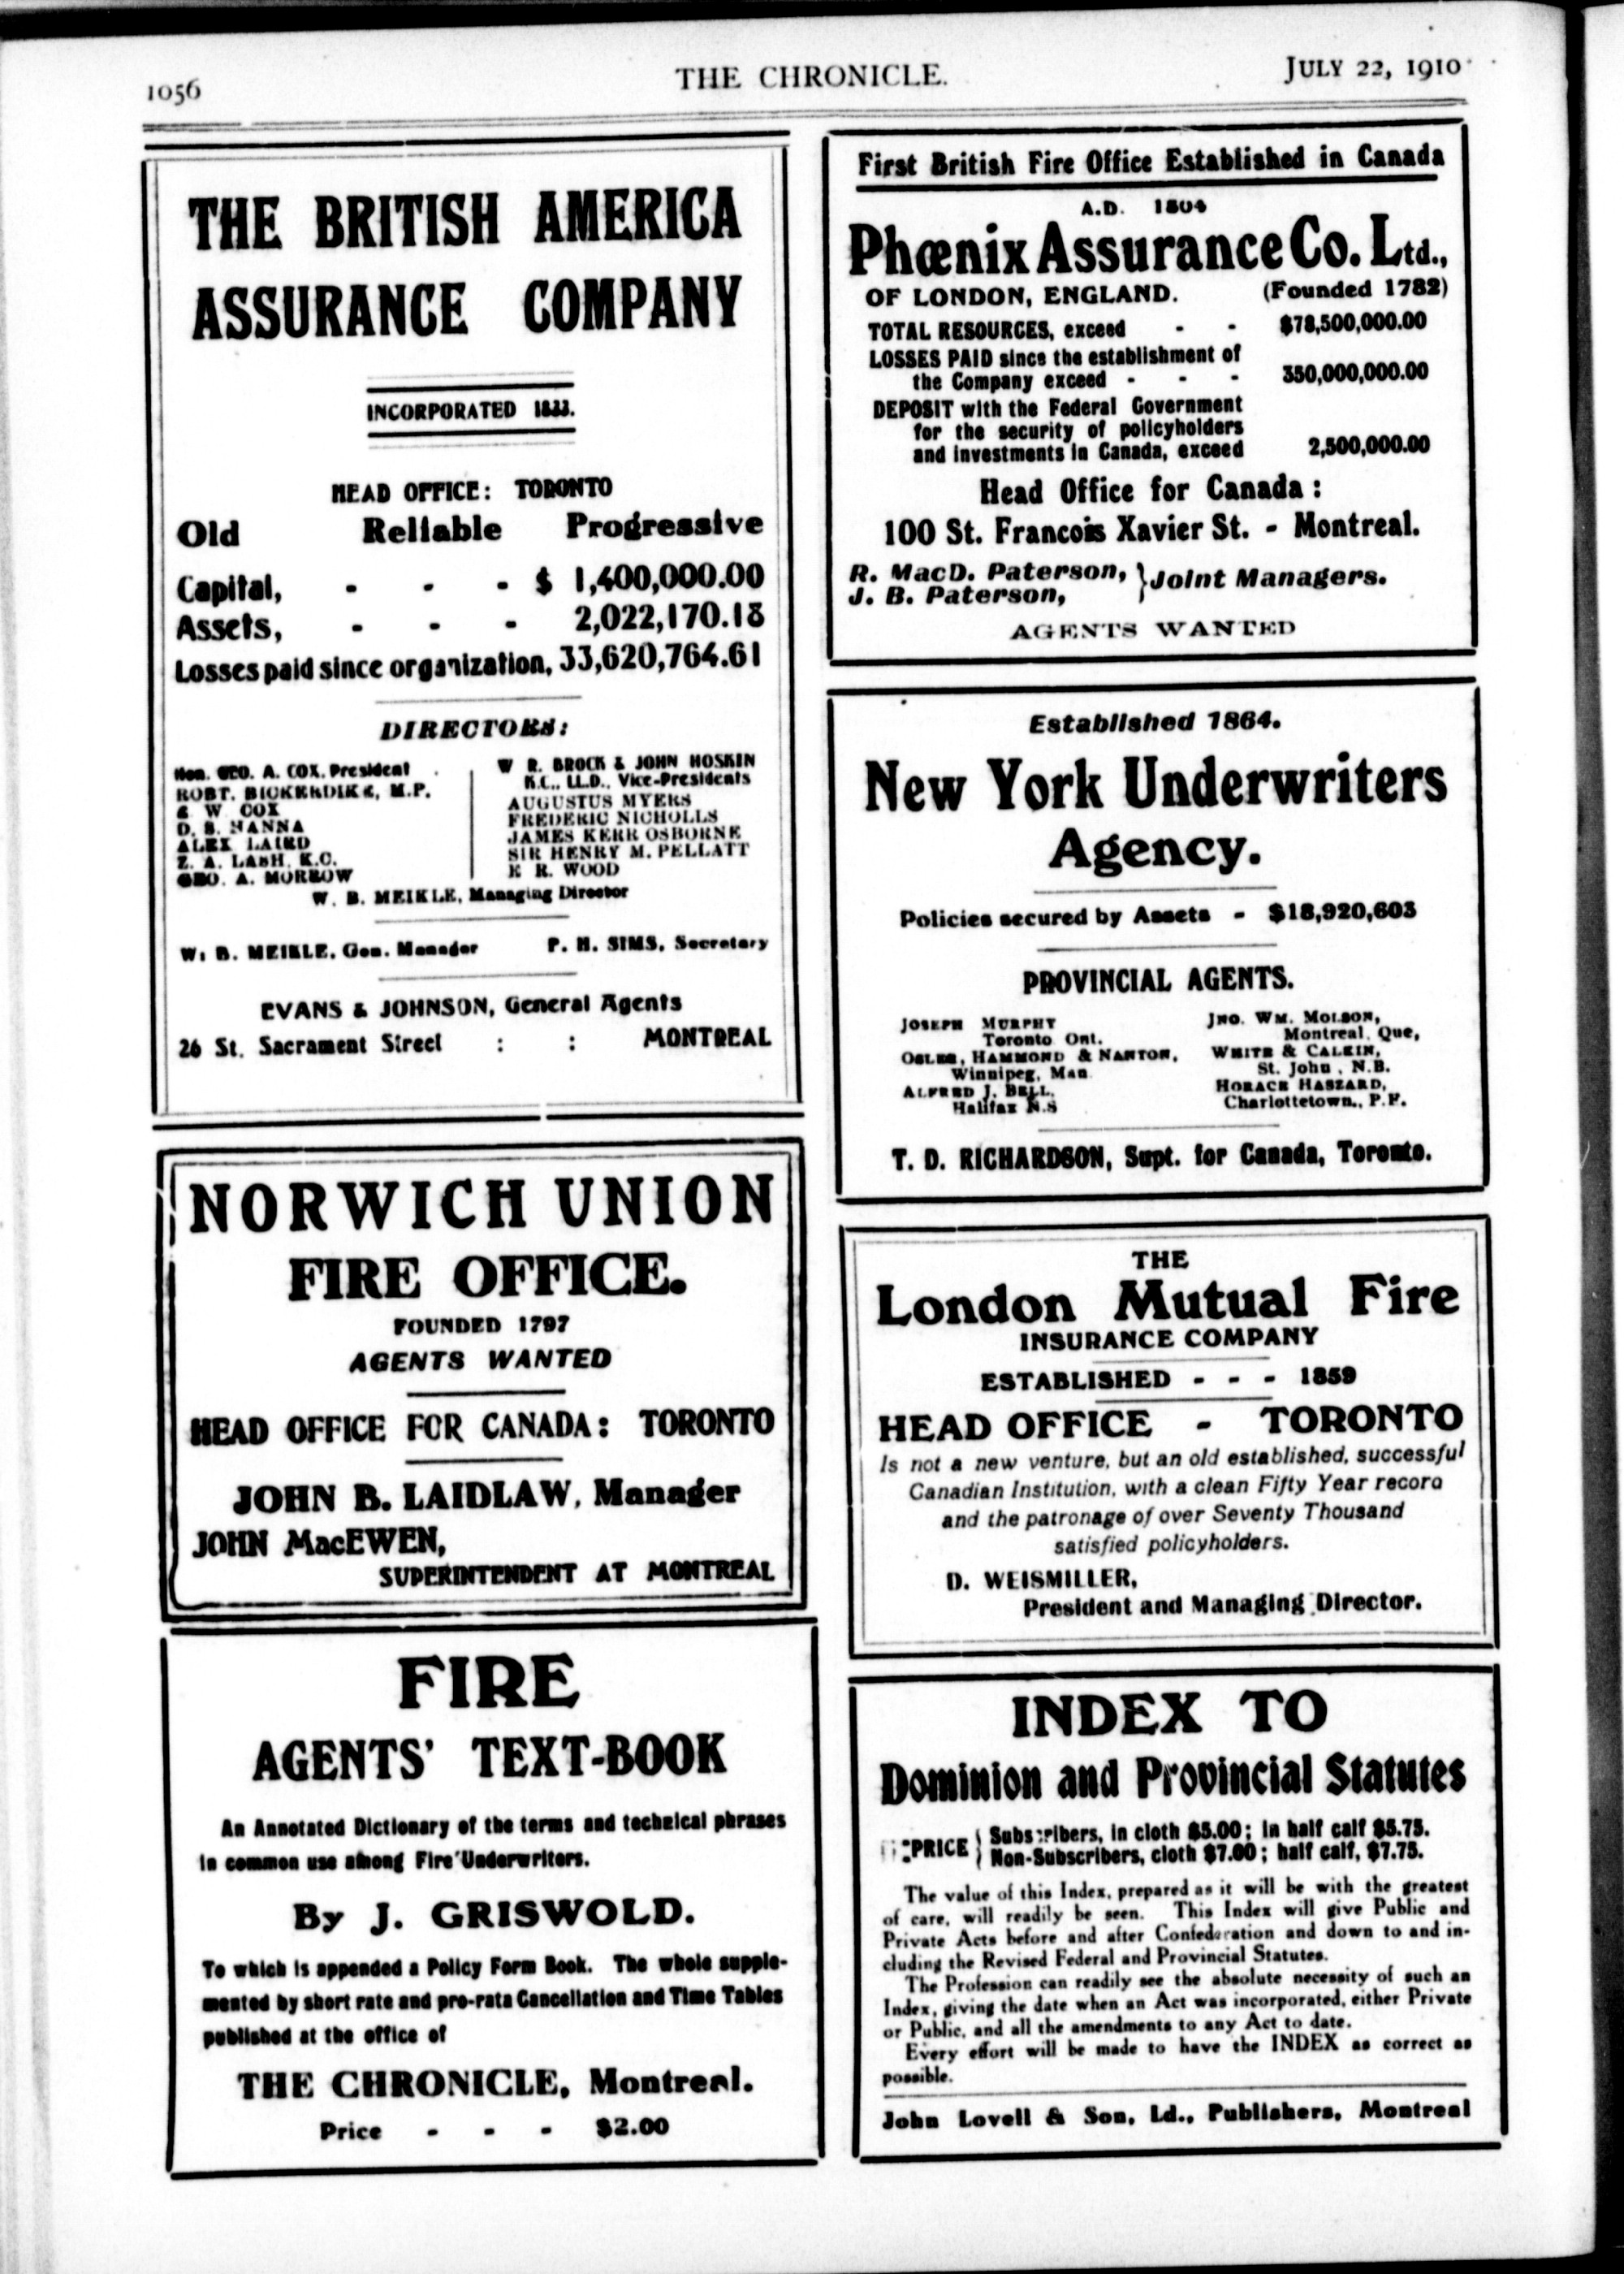 1056
THE CHRONICLE.
JULY 22, 1910
THE BRITISH AMERICA
ASSURANCE COMPANY
INCORPORATED 1833.
HEAD OFFICE: TORONTO
Old Reliable Progressive
Capital, - - - $ 1,400,000.00
Assets, - - - 2,022,170.18
Losses paid since organization, 33,620,764.61
DIRECTORS:
Hon. GEO. A. COX, President
ROBT. BICKERDIKE, M.P.
E W COX
D. B. HANNA
ALEX LAIRD
Z. A. LASH, K.C.
GEO. A. MORROW
W R. BROCK & JOHN HOSKIN
K.C., LL.D., Vice-Presidents
AUGUSTUS MYERS
FREDERIC NICHOLLS
JAMES KERR OSBORNE
SIR HENRY M. PELLATT
E R. WOOD
W. B. MEIKLE, Managing Director
W. B. MEIKLE, Gen. Manager P. H. SIMS, Secretary
EVANS & JOHNSON, General Agents
26 St. Sacrament Street : : MONTREAL
NORWICH UNION
FIRE OFFICE.
FOUNDED 1797
AGENTS WANTED
HEAD OFFICE FOR CANADA: TORONTO
JOHN B. LAIDLAW, Manager
JOHN MacEWEN,
SUPERINTENDENT AT MONTREAL
FIRE
AGENTS' TEXT-BOOK
An Annotated Dictionary of the terms and technical phrases
in common use among Fire Underwriters.
By J. GRISWOLD.
To which is appended a Policy Form Book. The whole supple-
mented by short rate and pro-rata Cancellation and Time Tables
published at the office of
THE CHRONICLE, Montreal.
Price - - - $2.00
First British Fire Office Established in Canada
A.D. 1804
Phœnix Assurance Co. Ltd.,
OF LONDON, ENGLAND. (Founded 1782)
TOTAL RESOURCES, exceed - - $78,500,000.00
LOSSES PAID since the establishment of
the Company exceed - - - 350,000,000.00
DEPOSIT with the Federal Government
for the security of policyholders
and investments in Canada, exceed 2,500,000.00
Head Office for Canada:
100 St. Francois Xavier St. - Montreal.
R. MacD. Paterson, } Joint Managers.
J. B. Paterson,
AGENTS WANTED
Established 1864.
New York Underwriters
Agency.
Policies secured by Assets - $18,920,603
PROVINCIAL AGENTS.
JOSEPH MURPHY
Toronto Ont.
OSLER, HAMMOND & NANTON,
Winnipeg, Man
ALFRED J. BELL,
Halifax N.S
JNO. WM. MOLSON,
Montreal, Que,
WHITE & CALKIN,
St. John, N.B.
HORACE HASZARD,
Charlottetown., P.E.
T. D. RICHARDSON, Supt. for Canada, Toronto.
THE
London Mutual Fire
INSURANCE COMPANY
ESTABLISHED - - - 1859
HEAD OFFICE - TORONTO
Is not a new venture, but an old established, successful
Canadian Institution, with a clean Fifty Year record
and the patronage of over Seventy Thousand
satisfied policyholders.
D. WEISMILLER,
President and Managing Director.
INDEX TO
Dominion and Provincial Statutes
PRICE { Subscribers, in cloth $5.00; in half calf $5.75.
Non-Subscribers, cloth $7.00; half calf, $7.75.
The value of this Index, prepared as it will be with the greatest
of care, will readily be seen. This Index will give Public and
Private Acts before and after Confederation and down to and in-
cluding the Revised Federal and Provincial Statutes.
The Profession can readily see the absolute necessity of such an
Index, giving the date when an Act was incorporated, either Private
or Public, and all the amendments to any Act to date.
Every effort will be made to have the INDEX as correct as
possible.
John Lovell & Son, Ld., Publishers, Montreal